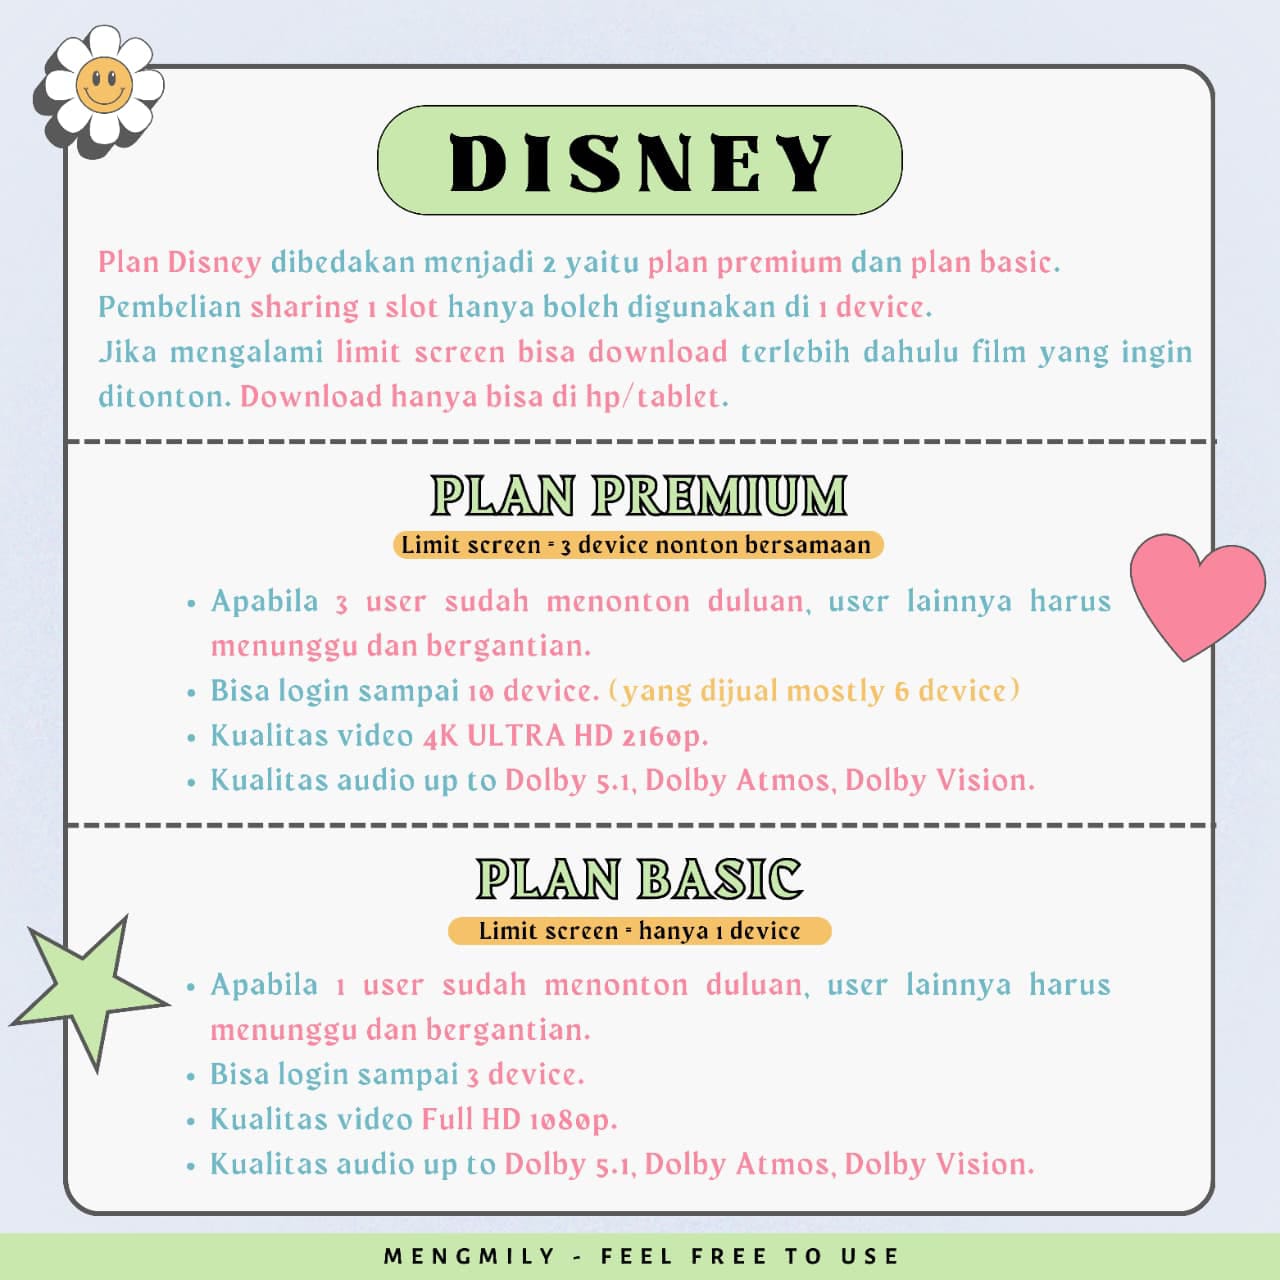 DISNEY
Plan Disney dibedakan menjadi 2 yaitu plan premium dan plan basic.
Pembelian sharing 1 slot hanya boleh digunakan di 1 device.
Jika mengalami limit screen bisa download terlebih dahulu film yang ingin
ditonton. Download hanya bisa di hp/tablet.
PLAN PREMIUM
Limit screen = 3 device nonton bersamaan
• Apabila 3 user sudah menonton duluan, user lainnya harus
menunggu dan bergantian.
• Bisa login sampai 10 device. (yang dijual mostly 6 device)
• Kualitas video 4K ULTRA HD 2160p.
• Kualitas audio up to Dolby 5.1, Dolby Atmos, Dolby Vision.
PLAN BASIC
Limit screen = hanya 1 device
• Apabila 1 user sudah menonton duluan, user lainnya harus
menunggu dan bergantian.
• Bisa login sampai 3 device.
• Kualitas video Full HD 1080p.
• Kualitas audio up to Dolby 5.1, Dolby Atmos, Dolby Vision.
MENGMILY - FEEL FREE TO USE